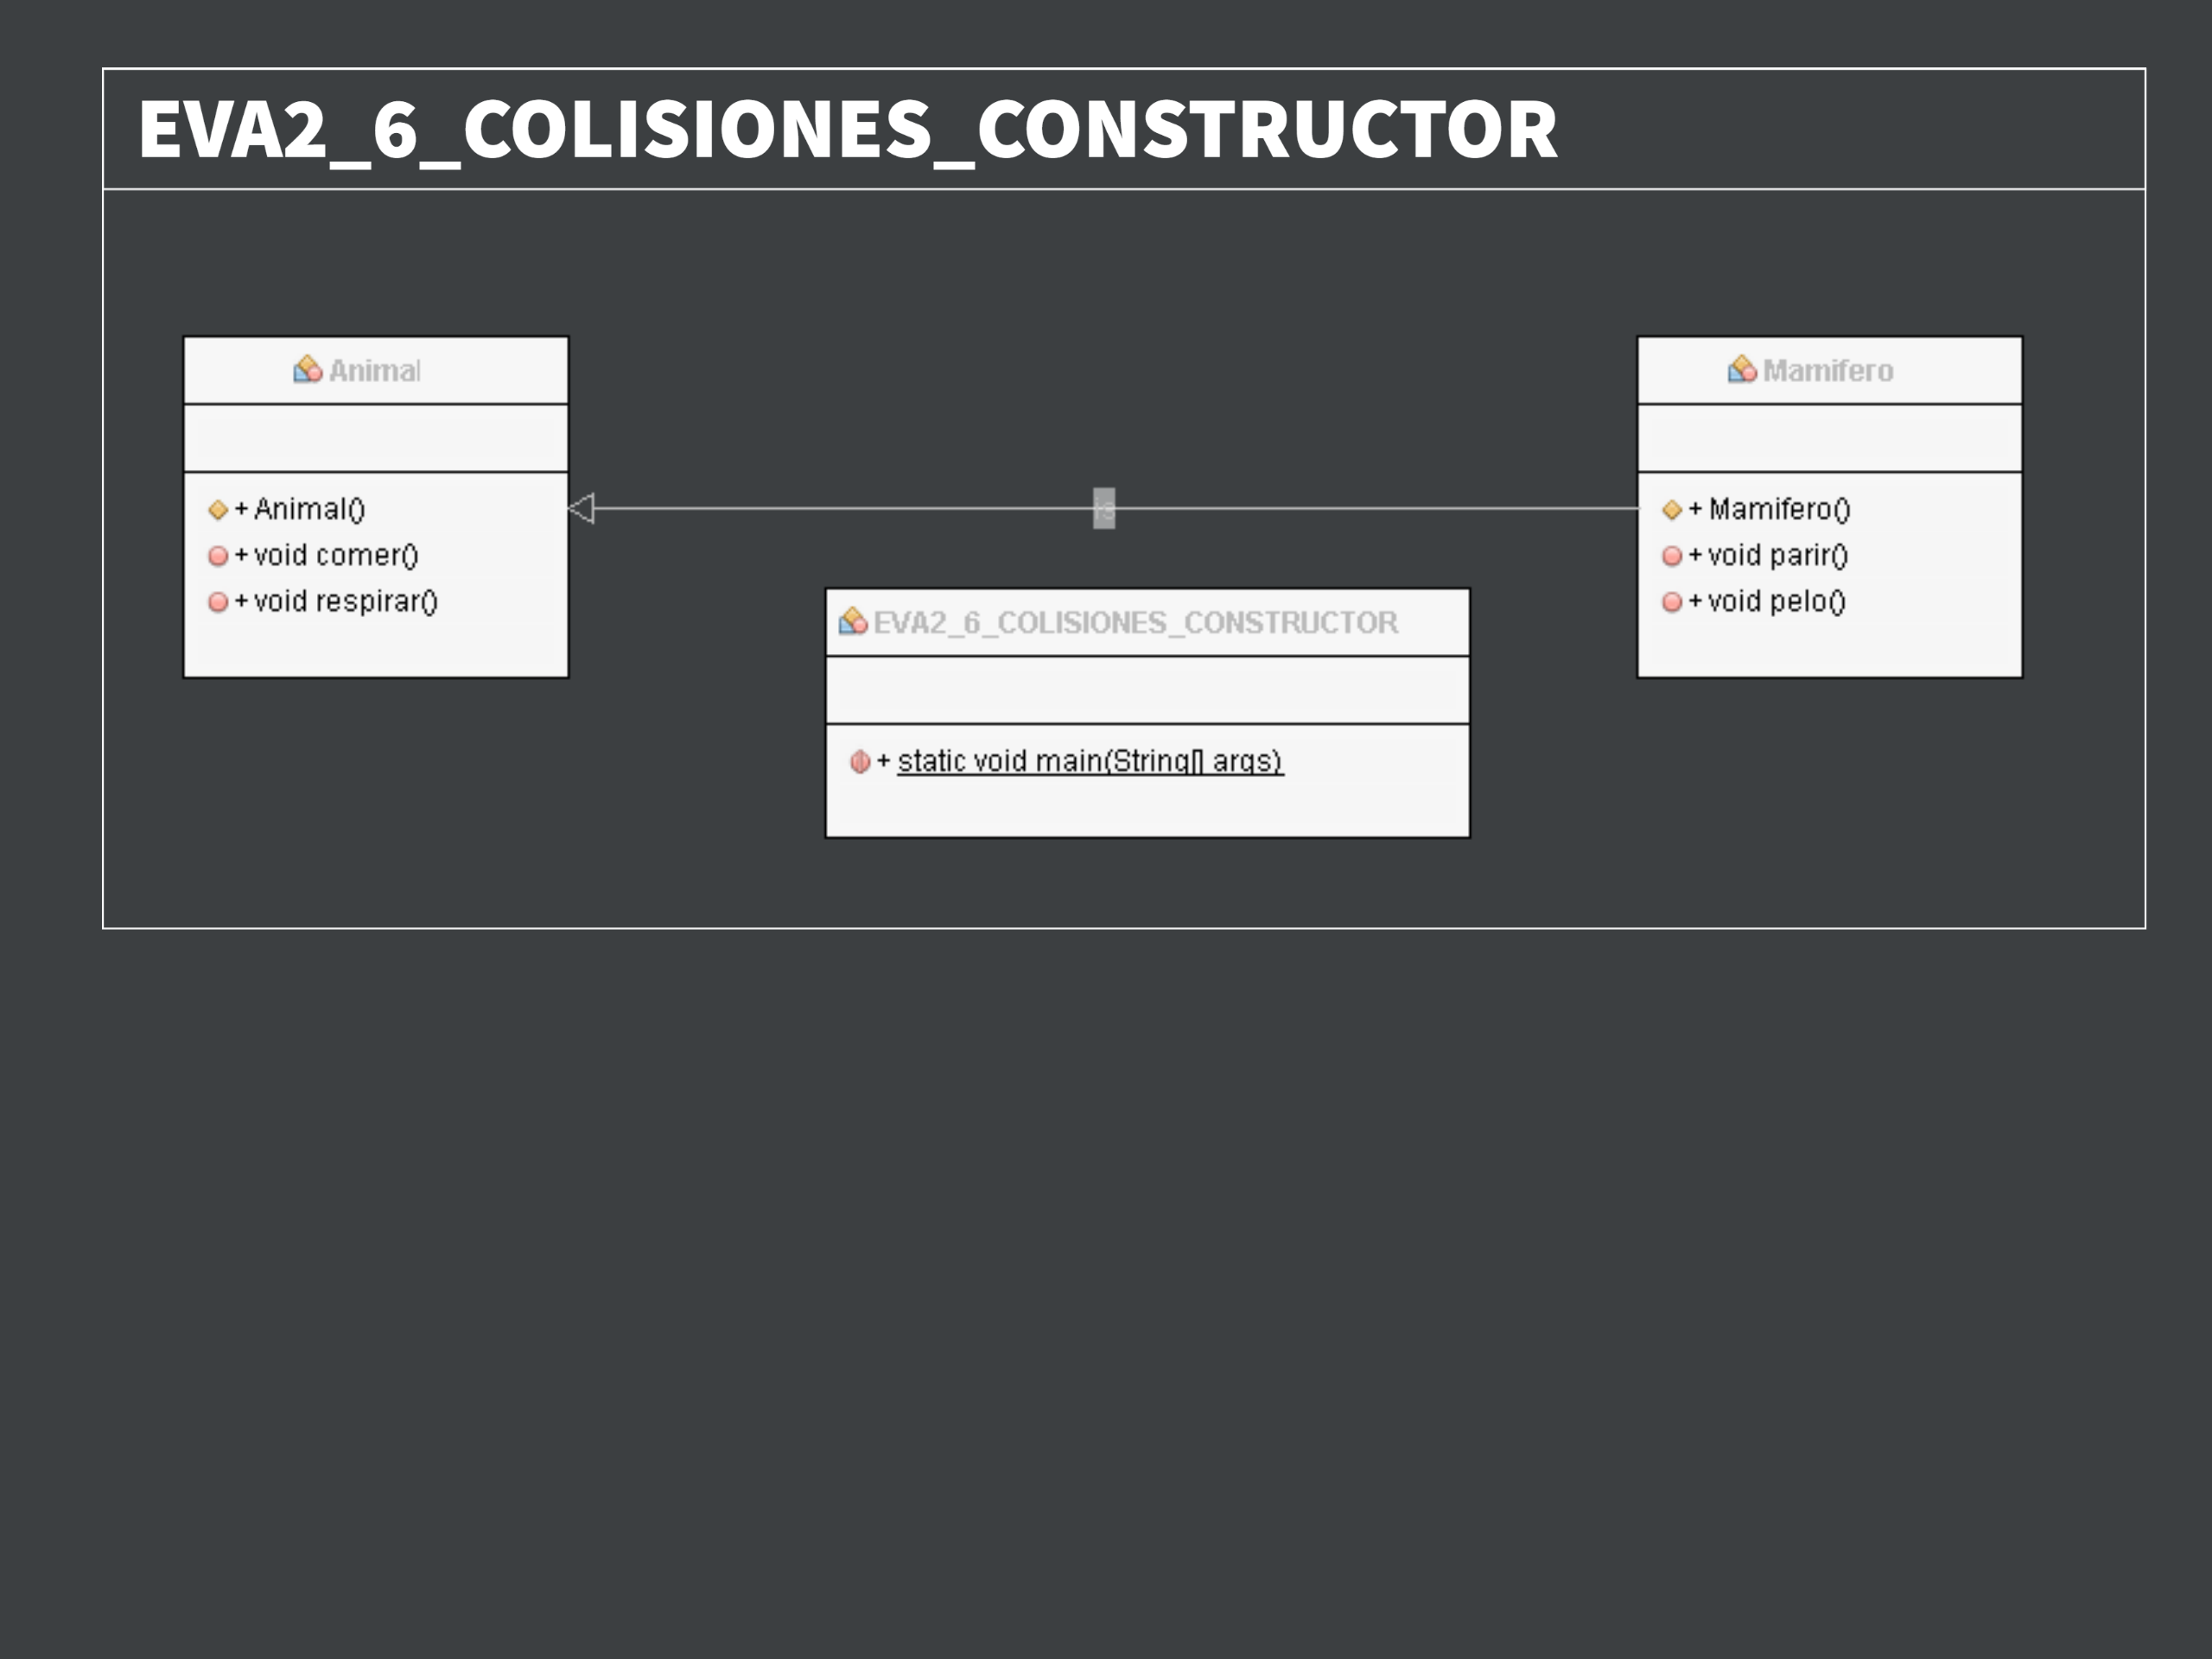 EVA2_6_COLISIONES_CONSTRUCTOR
Animal
+ Animal()
+ void comer()
+ void respirar()
is
Mamifero
+ Mamifero()
+ void parir()
+ void pelo()
EVA2_6_COLISIONES_CONSTRUCTOR
+ static void main(String[] args)